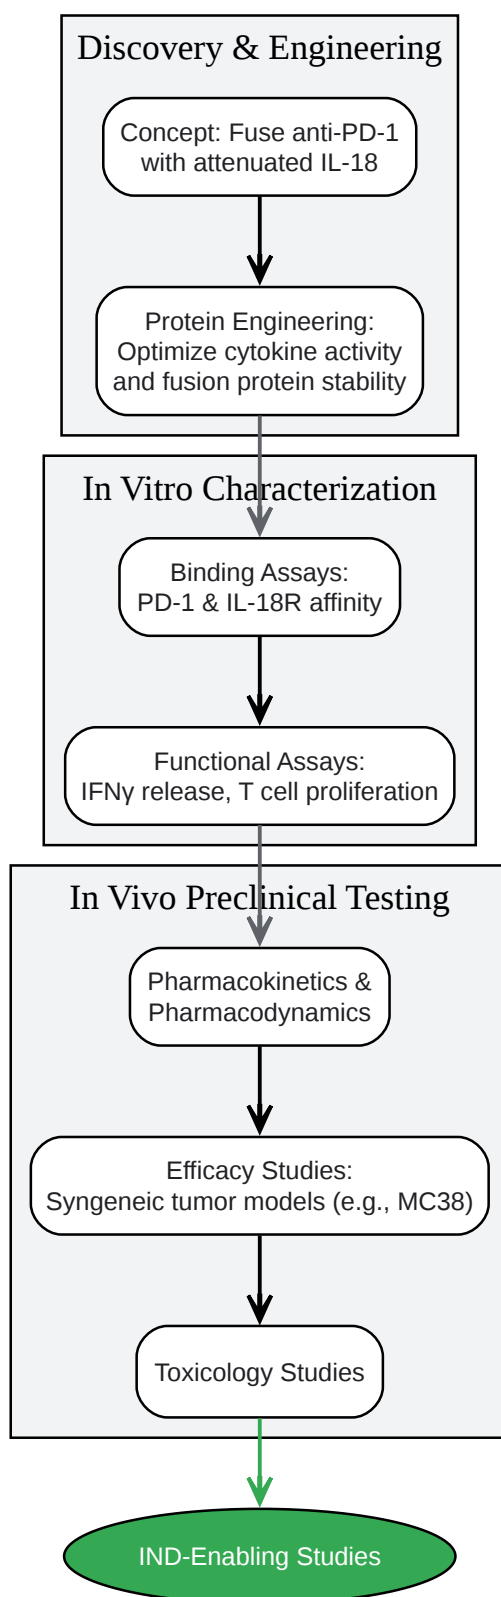 Discovery & Engineering
Concept: Fuse anti-PD-1
with attenuated IL-18
Protein Engineering:
Optimize cytokine activity
and fusion protein stability
In Vitro Characterization
Binding Assays:
PD-1 & IL-18R affinity
Functional Assays:
IFNγ release, T cell proliferation
In Vivo Preclinical Testing
Pharmacokinetics &
Pharmacodynamics
Efficacy Studies:
Syngeneic tumor models (e.g., MC38)
Toxicology Studies
IND-Enabling Studies